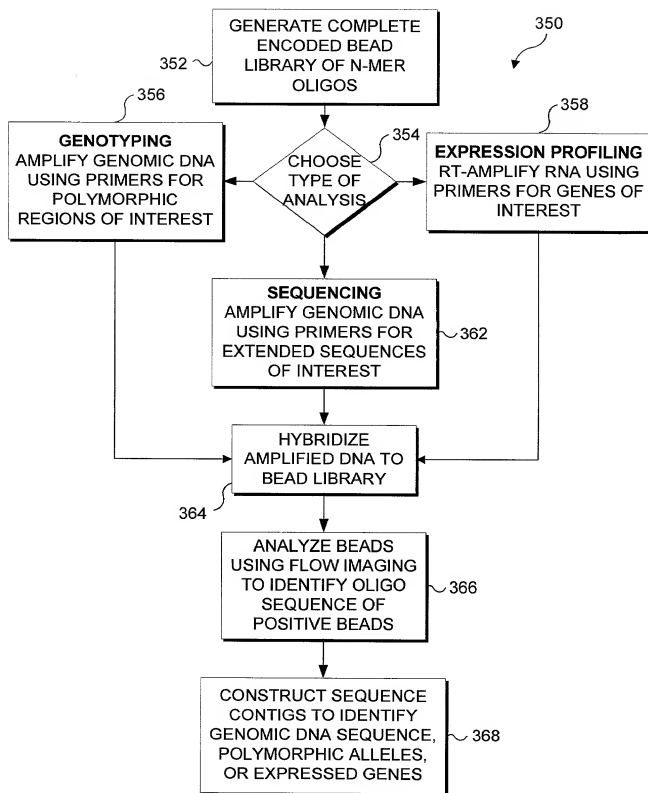 GENERATE COMPLETE
ENCODED BEAD
LIBRARY OF N-MER
OLIGOS
352
350
356
354
358
GENOTYPING
AMPLIFY GENOMIC DNA
USING PRIMERS FOR
POLYMORPHIC
REGIONS OF INTEREST
CHOOSE
TYPE OF
ANALYSIS
EXPRESSION PROFILING
RT-AMPLIFY RNA USING
PRIMERS FOR GENES OF
INTEREST
SEQUENCING
AMPLIFY GENOMIC DNA
USING PRIMERS FOR
EXTENDED SEQUENCES
OF INTEREST
362
HYBRIDIZE
AMPLIFIED DNA TO
BEAD LIBRARY
364
ANALYZE BEADS
USING FLOW IMAGING
TO IDENTIFY OLIGO
SEQUENCE OF
POSITIVE BEADS
366
CONSTRUCT SEQUENCE
CONTIGS TO IDENTIFY
GENOMIC DNA SEQUENCE,
POLYMORPHIC ALLELES,
OR EXPRESSED GENES
368